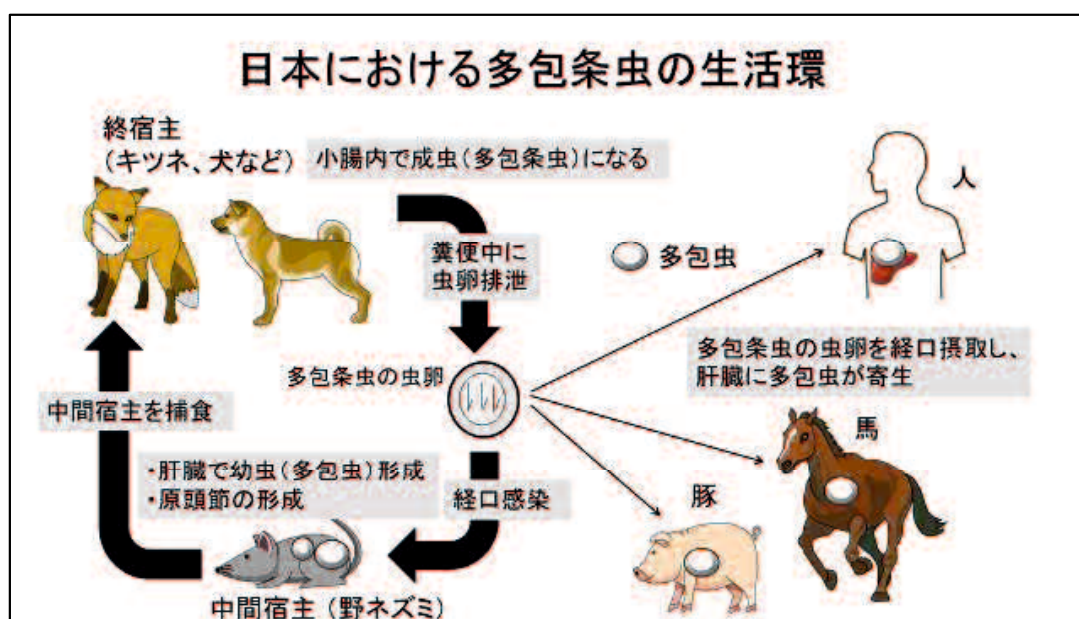 日本における多包条虫の生活環
終宿主
(キツネ、犬など)
小腸内で成虫(多包条虫)になる
糞便中に
虫卵排泄
多包虫
人
多包条虫の虫卵
多包条虫の虫卵を経口摂取し、
肝臓に多包虫が寄生
中間宿主を捕食
・肝臓で幼虫(多包虫)形成
・原頭節の形成
経口感染
馬
豚
中間宿主 (野ネズミ)